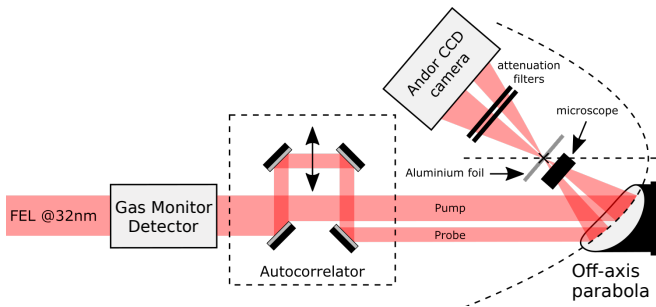 FEL @32nm
Gas Monitor
Detector
Autocorrelator
Pump
Probe
Andor CCD
camera
attenuation
filters
microscope
Aluminium foil
Off-axis
parabola